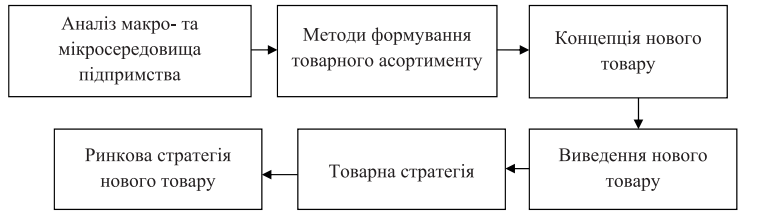 Аналіз макро- та
мікросередовища
підпримства
Методи формування
товарного асортименту
Концепція нового
товару
Виведення нового
товару
Товарна стратегія
Ринкова стратегія
нового товару